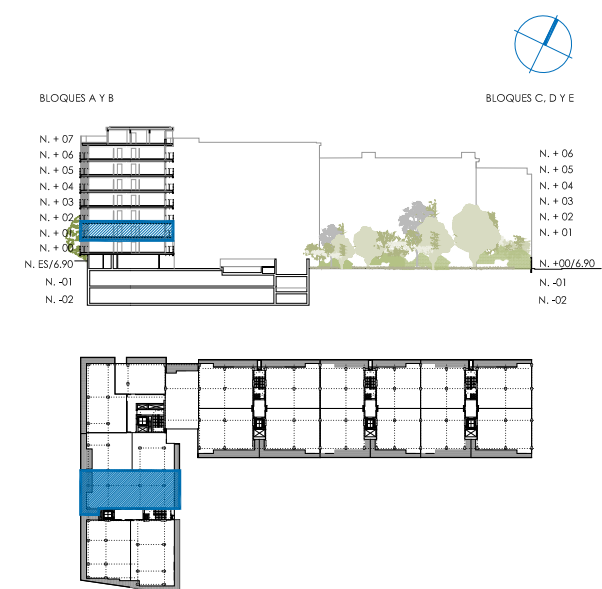 BLOQUES A Y B
BLOQUES C, D Y E
N. + 07
N. + 06
N. + 05
N. + 04
N. + 03
N. + 02
N. + 01
N. + 00
N. ES/6.90
N. -01
N. -02
N. + 06
N. + 05
N. + 04
N. + 03
N. + 02
N. + 01
N. +00/6.90
N. -01
N. -02